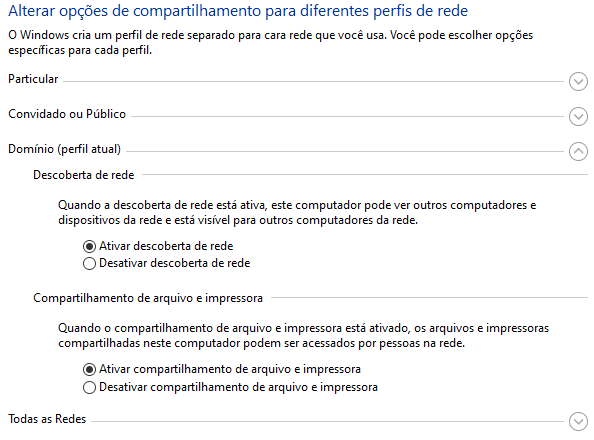 Alterar opções de compartilhamento para diferentes perfis de rede
O Windows cria um perfil de rede separado para cara rede que você usa. Você pode escolher opções
específicas para cada perfil.
Particular
Convidado ou Público
Domínio (perfil atual)
Descoberta de rede
Quando a descoberta de rede está ativa, este computador pode ver outros computadores e
dispositivos da rede e está visível para outros computadores da rede.
Ativar descoberta de rede
Desativar descoberta de rede
Compartilhamento de arquivo e impressora
Quando o compartilhamento de arquivo e impressora está ativado, os arquivos e impressoras
compartilhadas neste computador podem ser acessados por pessoas na rede.
Ativar compartilhamento de arquivo e impressora
Desativar compartilhamento de arquivo e impressora
Todas as Redes